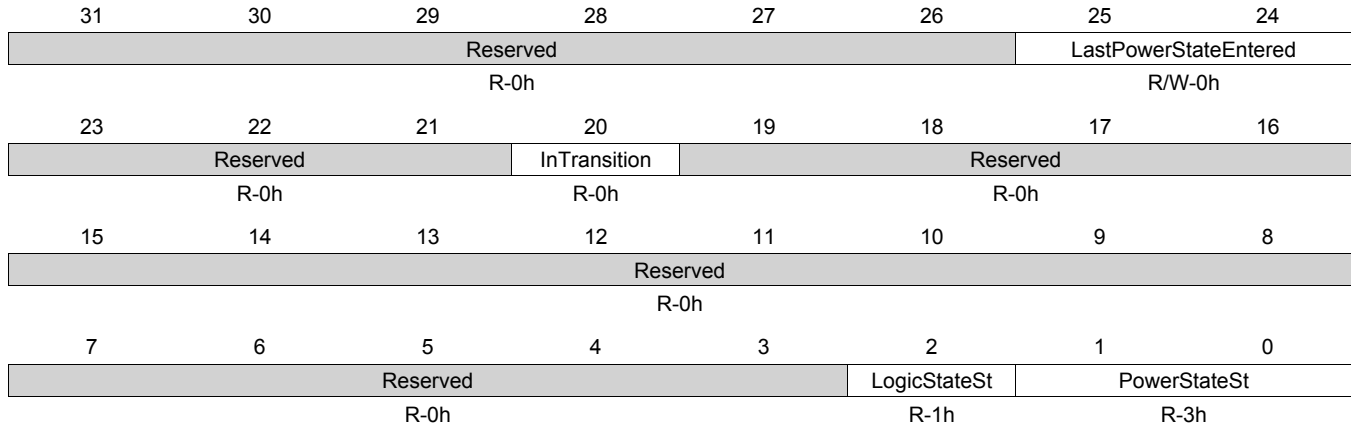 31 30 29 28 27 26 25 24
Reserved LastPowerStateEntered
R-0h R/W-0h
23 22 21 20 19 18 17 16
Reserved InTransition Reserved
R-0h R-0h R-0h
15 14 13 12 11 10 9 8
Reserved
R-0h
7 6 5 4 3 2 1 0
Reserved LogicStateSt PowerStateSt
R-0h R-1h R-3h